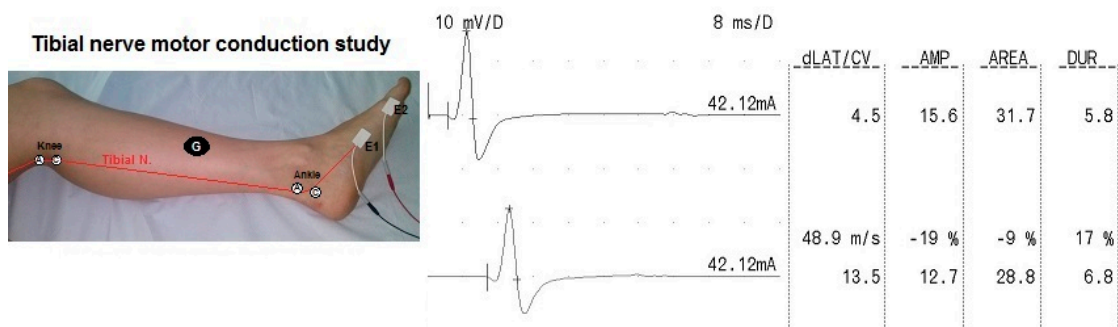 Tibial nerve motor conduction study
Knee
A C
Tibial N.
G
Ankle
A C
E1
E2
10 mV/D 8 ms/D
42.12mA
42.12mA
dLAT/CV AMP AREA DUR
4.5 15.6 31.7 5.8
48.9 m/s -19 % -9 % 17 %
13.5 12.7 28.8 6.8